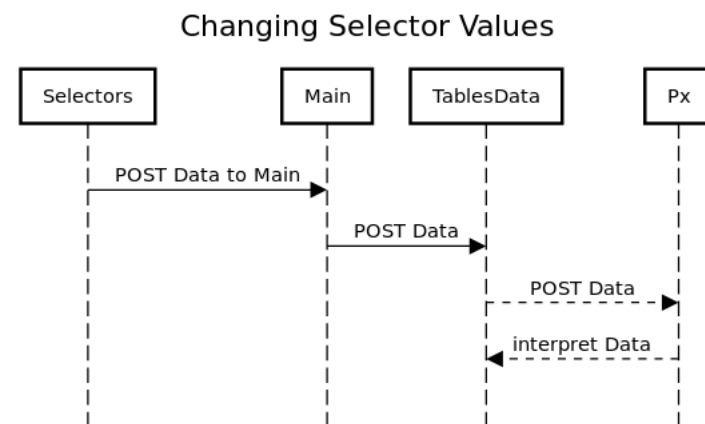 Changing Selector Values
Selectors
Main
TablesData
Px
POST Data to Main
POST Data
POST Data
interpret Data